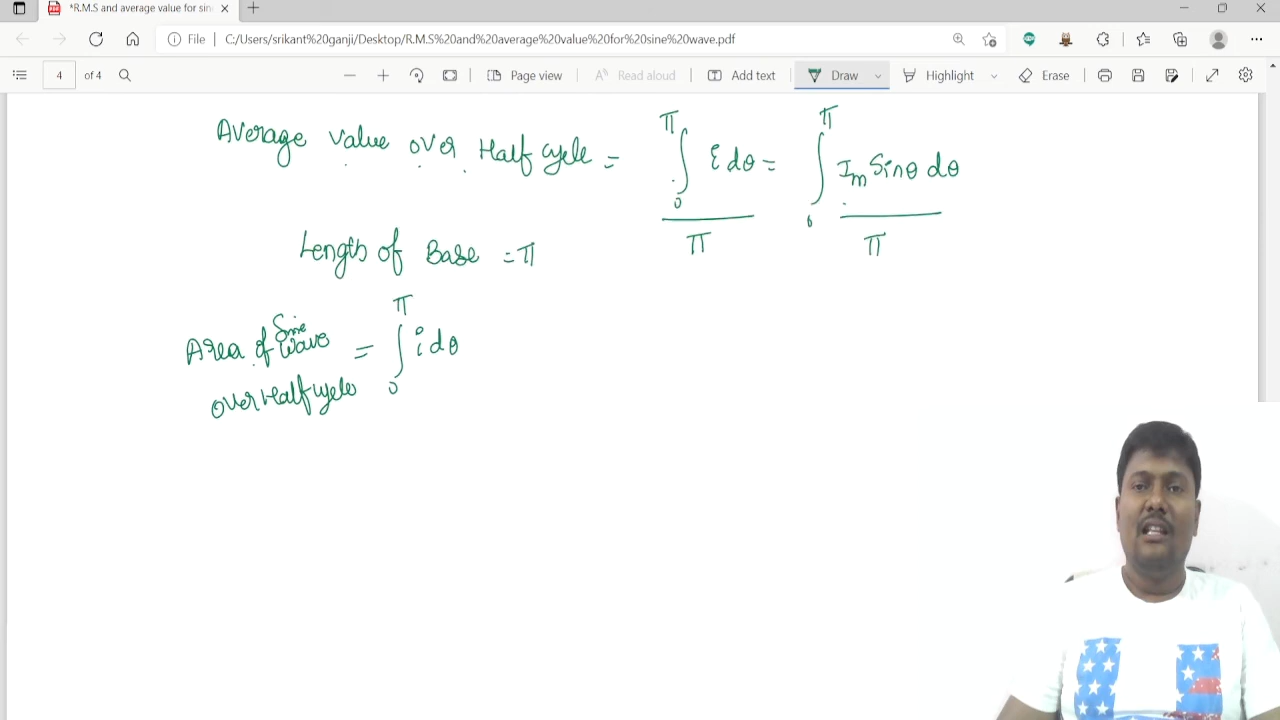 *R.M.S and average value for sin
File C:/Users/srikant%20ganji/Desktop/R.M.S%20and%20average%20value%20for%20sine%20wave.pdf
4 of 4 Page view Read aloud Add text Draw Highlight Erase
Average value over Half cycle = ∫₀^π i dθ / π = ∫₀^π Im Sinθ dθ / π
Length of Base = π
Area of Sine wave over Half cycle = ∫₀^π i dθ